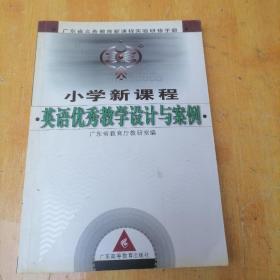 广东省义务教育新课程实验研修手册
小学新课程
·英语优秀教学设计与案例·
广东省教育厅教研室编
广东高等教育出版社